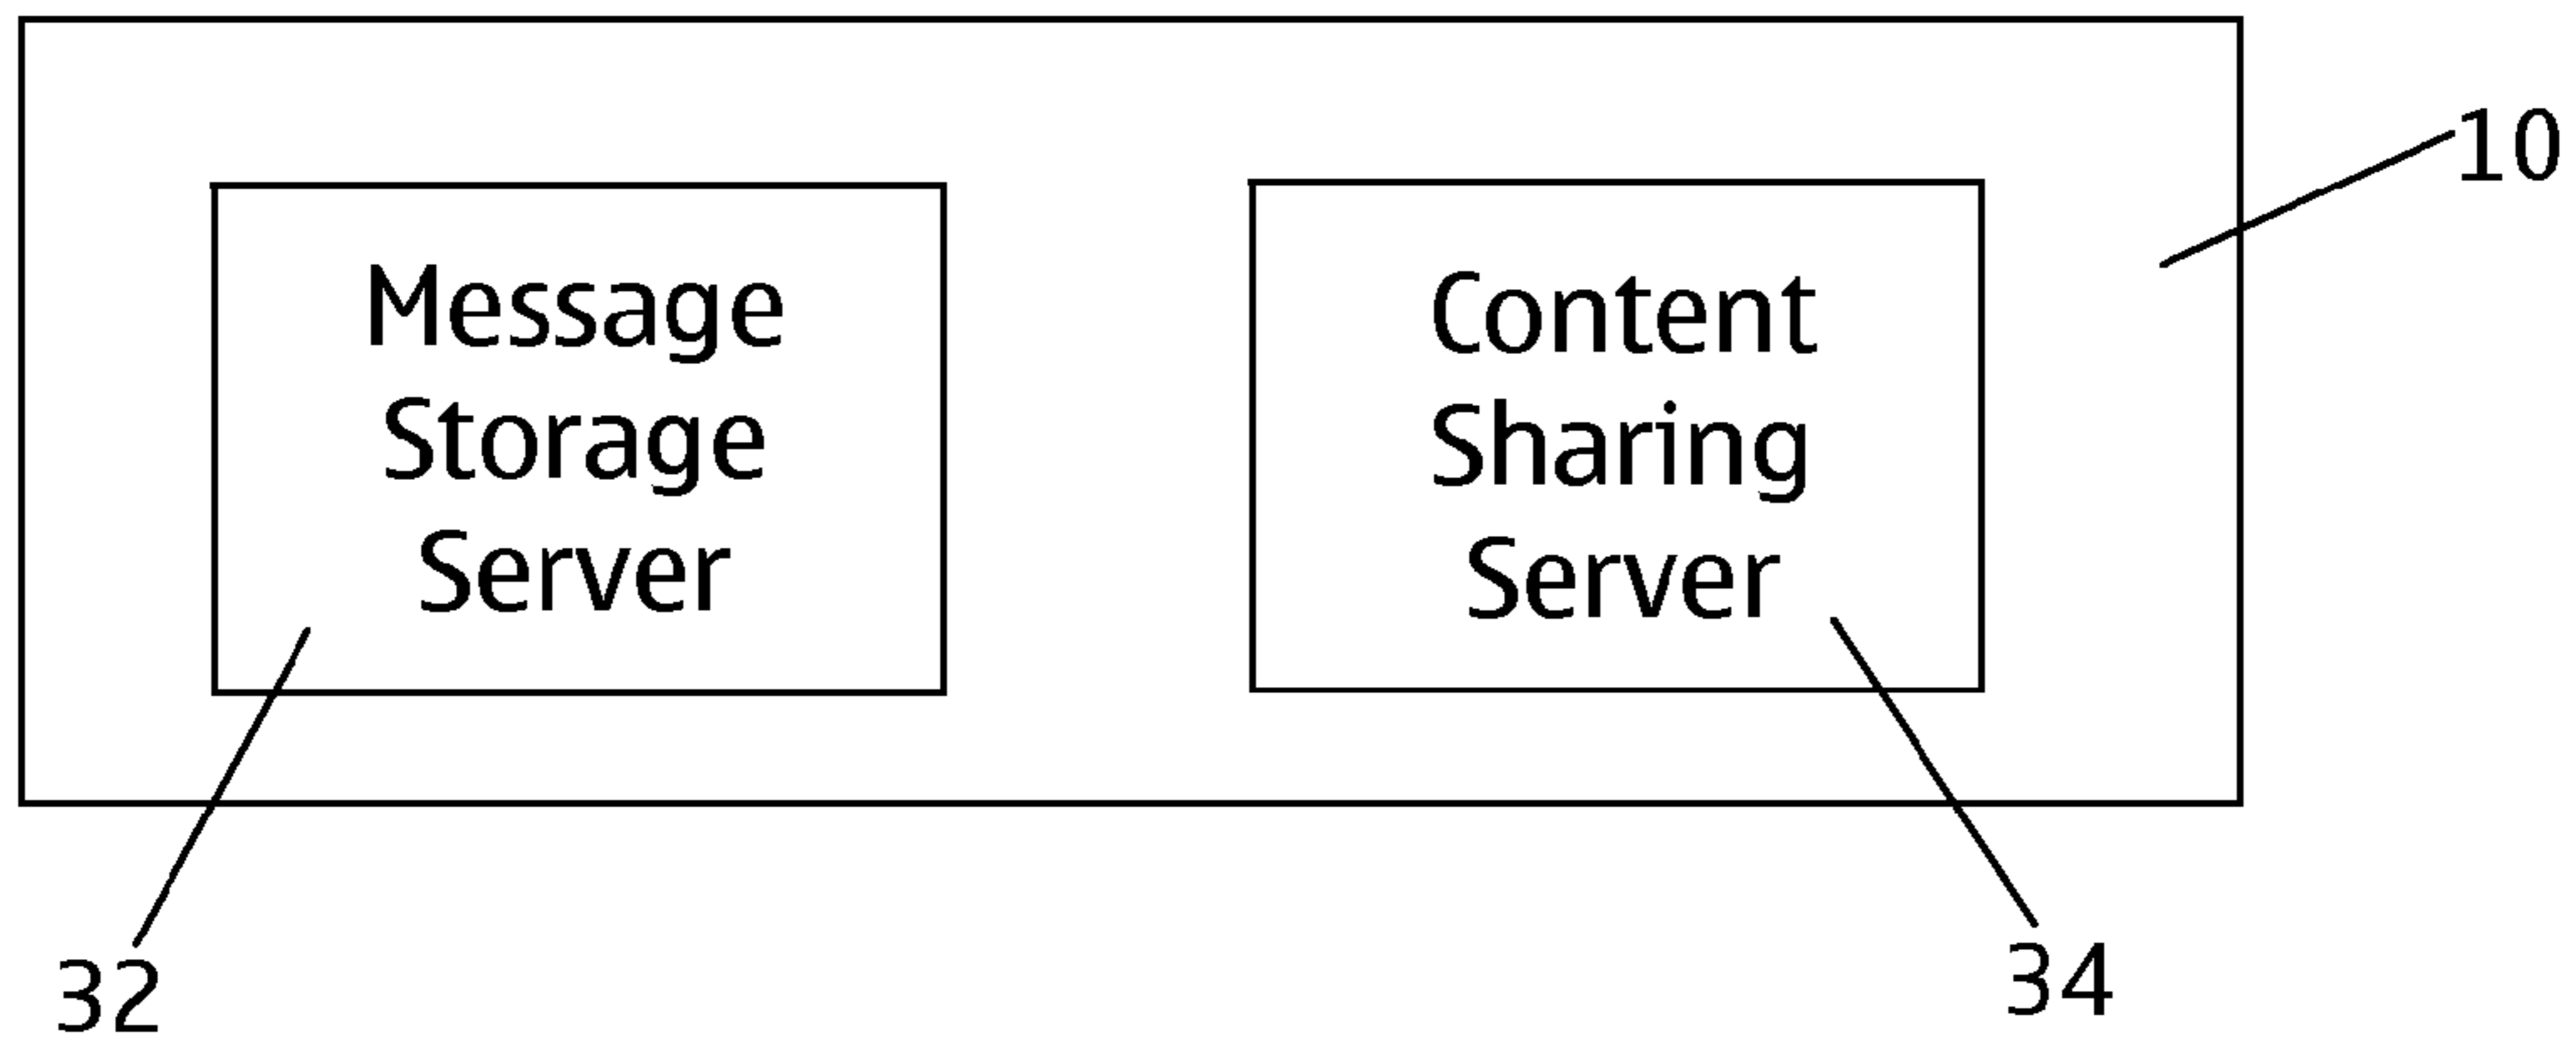 10
Message
Storage
Server
Content
Sharing
Server
32
34